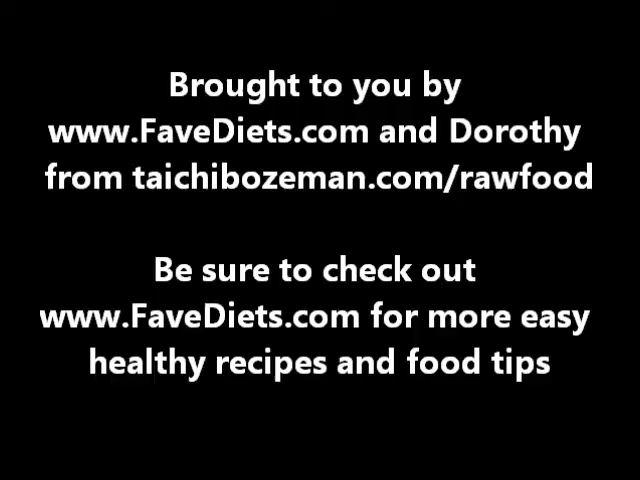 Brought to you by
www.FaveDiets.com and Dorothy
from taichibozeman.com/rawfood
Be sure to check out
www.FaveDiets.com for more easy
healthy recipes and food tips